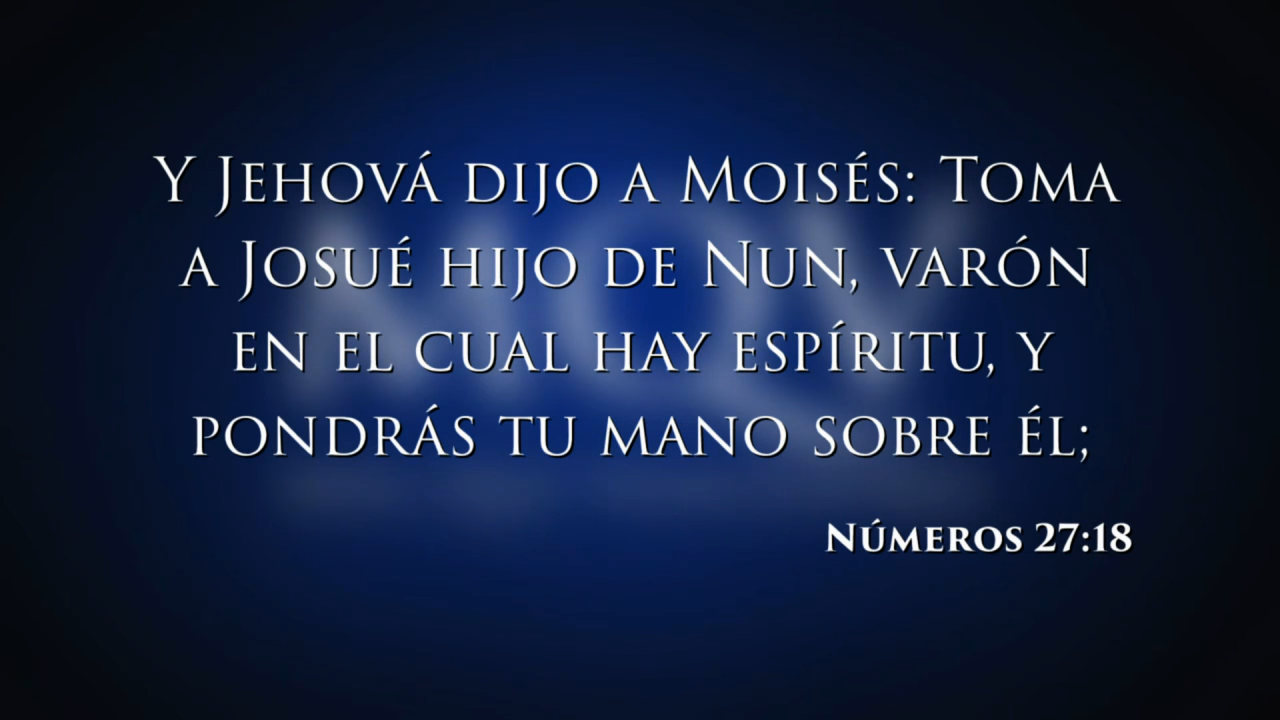 Y Jehová dijo a Moisés: Toma
a Josué hijo de Nun, varón
en el cual hay espíritu, y
pondrás tu mano sobre él;
Números 27:18